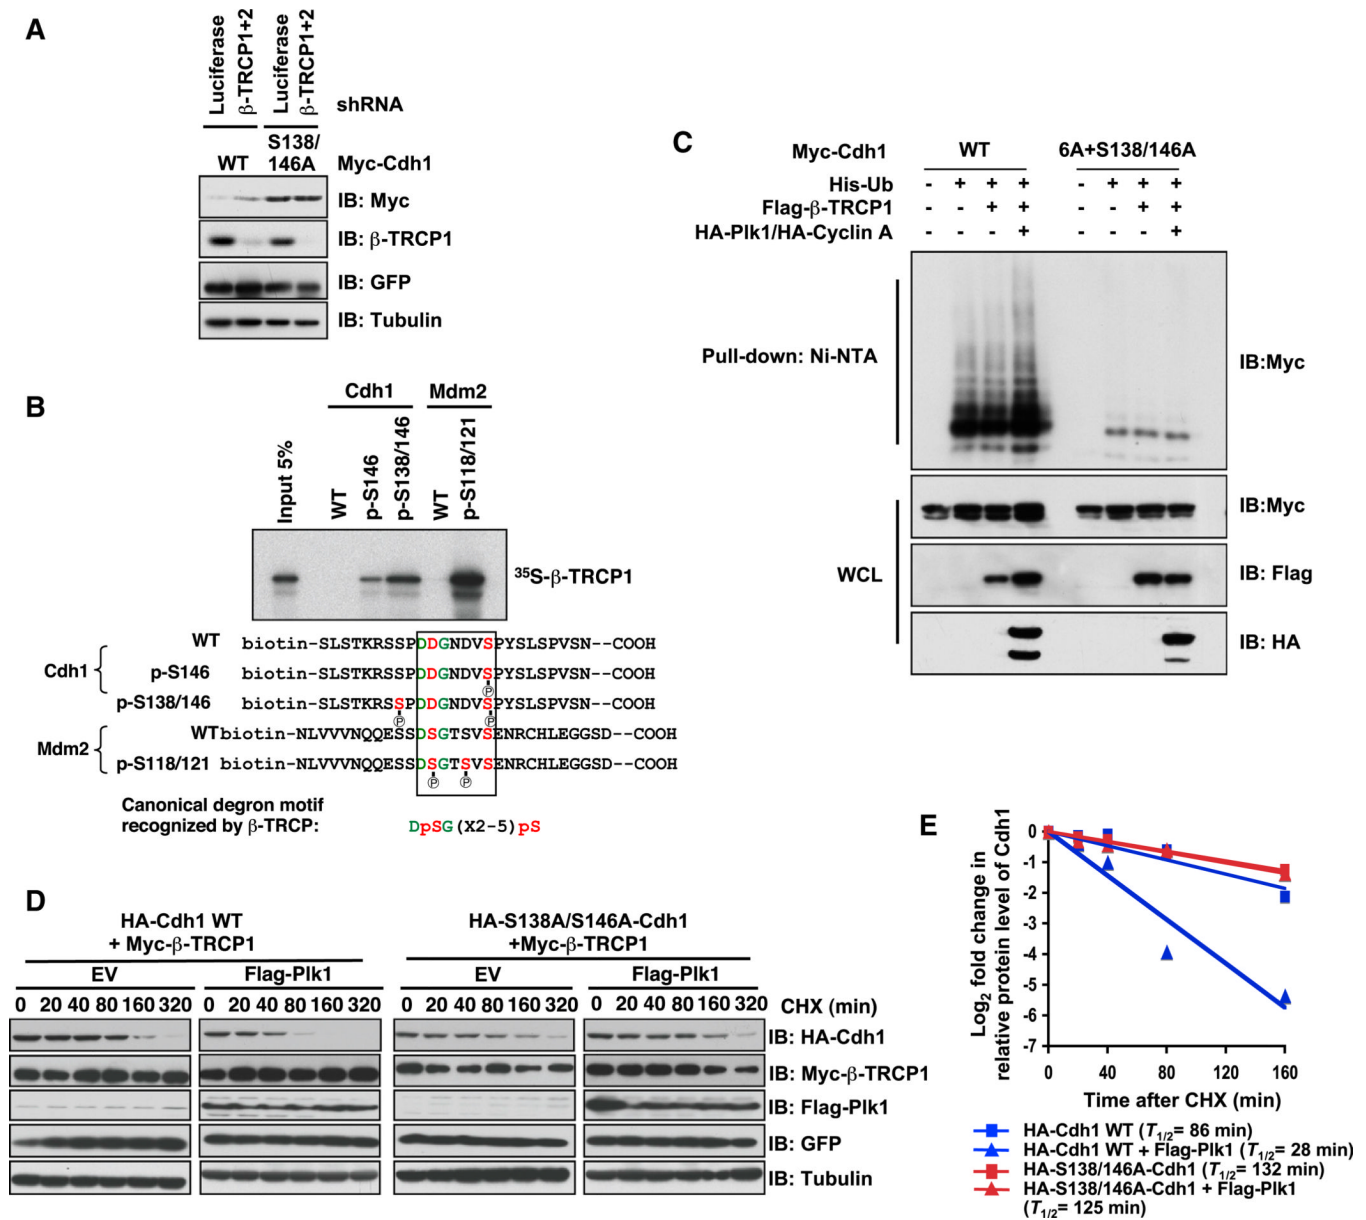 A
Luciferase
β-TRCP1+2
Luciferase
β-TRCP1+2
shRNA
WT
S138/
146A
Myc-Cdh1
IB: Myc
IB: β-TRCP1
IB: GFP
IB: Tubulin
B
Cdh1 Mdm2
Input 5%
WT
p-S146
p-S138/146
WT
p-S118/121
35S-β-TRCP1
Cdh1
WT biotin-SLSTKRSSPDDGNDVSPYSLSPVSN--COOH
p-S146 biotin-SLSTKRSSPDDGNDVSPYSLSPVSN--COOH
P
p-S138/146 biotin-SLSTKRSSPDDGNDVSPYSLSPVSN--COOH
P P
Mdm2
WT biotin-NLVVVNQQESSDSGTSVSENRCHLEGGSD--COOH
p-S118/121 biotin-NLVVVNQQESSDSGTSVSENRCHLEGGSD--COOH
P P
Canonical degron motif
recognized by β-TRCP: DpSG(X2-5)pS
C
Myc-Cdh1 WT 6A+S138/146A
His-Ub - + + + - + + +
Flag-β-TRCP1 - - + + - - + +
HA-Plk1/HA-Cyclin A - - - + - - - +
Pull-down: Ni-NTA
IB:Myc
WCL
IB:Myc
IB: Flag
IB: HA
D
HA-Cdh1 WT
+ Myc-β-TRCP1
HA-S138A/S146A-Cdh1
+Myc-β-TRCP1
EV Flag-Plk1 EV Flag-Plk1
0 20 40 80 160 320 0 20 40 80 160 320 CHX (min)
0 20 40 80 160 320 0 20 40 80 160 320
IB: HA-Cdh1
IB: Myc-β-TRCP1
IB: Flag-Plk1
IB: GFP
IB: Tubulin
E
Log2 fold change in
relative protein level of Cdh1
0
-1
-2
-3
-4
-5
-6
-7
0 40 80 120 160
Time after CHX (min)
HA-Cdh1 WT (T1/2= 86 min)
HA-Cdh1 WT + Flag-Plk1 (T1/2= 28 min)
HA-S138/146A-Cdh1 (T1/2= 132 min)
HA-S138/146A-Cdh1 + Flag-Plk1
(T1/2= 125 min)